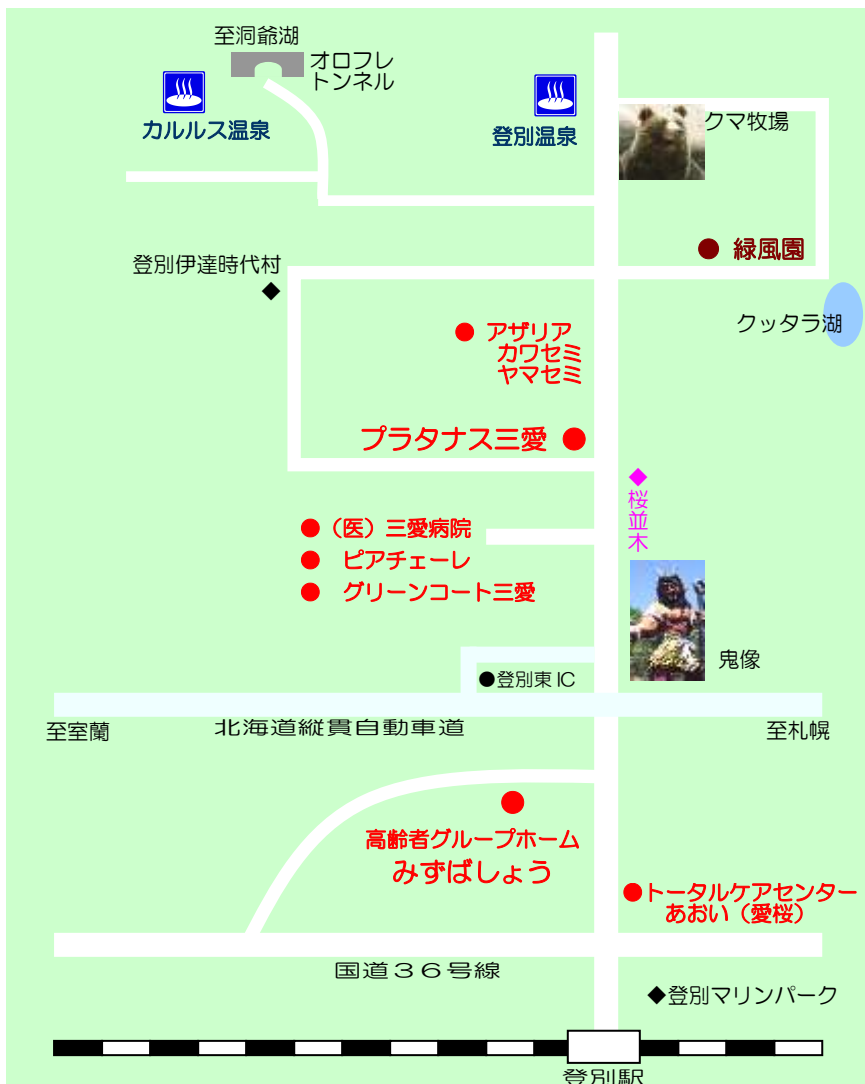 至洞爺湖
オロフレ
トンネル
カルルス温泉
登別温泉
クマ牧場
緑風園
登別伊達時代村
クッタラ湖
アザリア
カワセミ
ヤマセミ
プラタナス三愛
桜並木
（医）三愛病院
ピアチェーレ
グリーンコート三愛
鬼像
登別東 IC
至室蘭
北海道縦貫自動車道
至札幌
高齢者グループホーム
みずばしょう
トータルケアセンター
あおい（愛桜）
国道３６号線
登別マリンパーク
登別駅